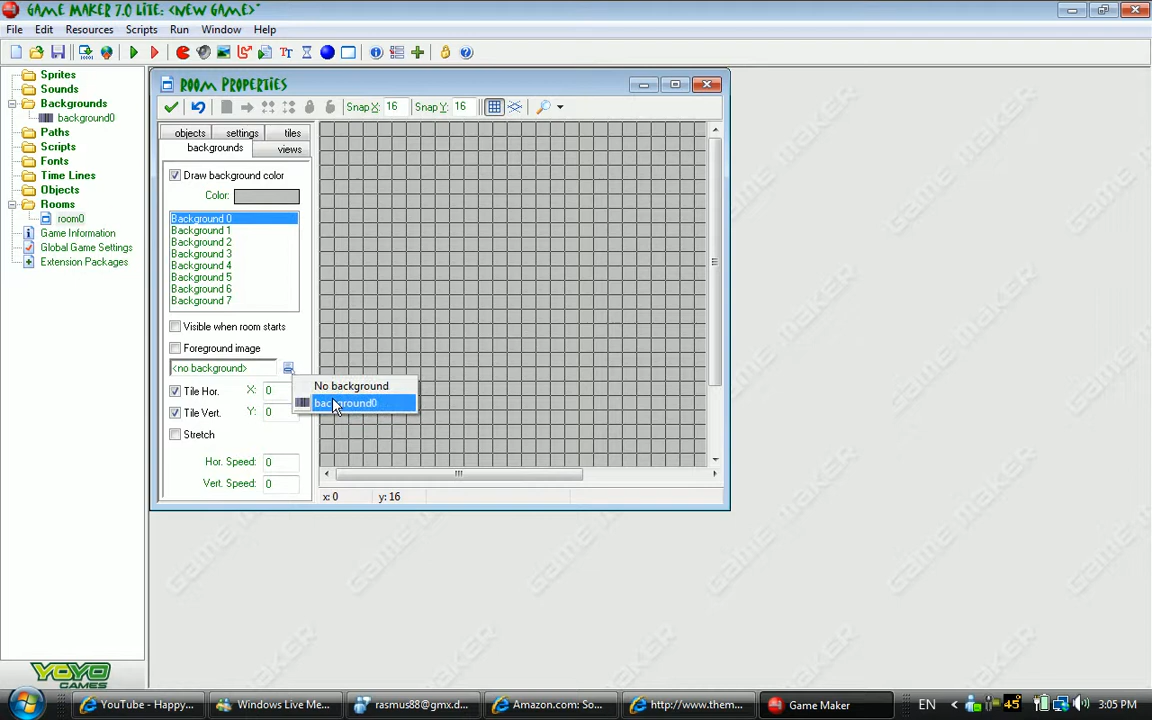 Game Maker 7.0 Lite: <New Game>*
File Edit Resources Scripts Run Window Help
Sprites
Sounds
Backgrounds
background0
Paths
Scripts
Fonts
Time Lines
Objects
Rooms
room0
Game Information
Global Game Settings
Extension Packages
Room Properties
Snap X: 16 Snap Y: 16
objects settings tiles
backgrounds views
Draw background color
Color:
Background 0
Background 1
Background 2
Background 3
Background 4
Background 5
Background 6
Background 7
Visible when room starts
Foreground image
<no background>
No background
background0
Tile Hor. X: 0
Tile Vert. Y: 0
Stretch
Hor. Speed: 0
Vert. Speed: 0
x: 0 y: 16
GAME MAKER
YOYO
GAMES
YouTube - Happy... Windows Live Me... rasmus88@gmx.d... Amazon.com: So... http://www.them... Game Maker EN < 45 3:05 PM